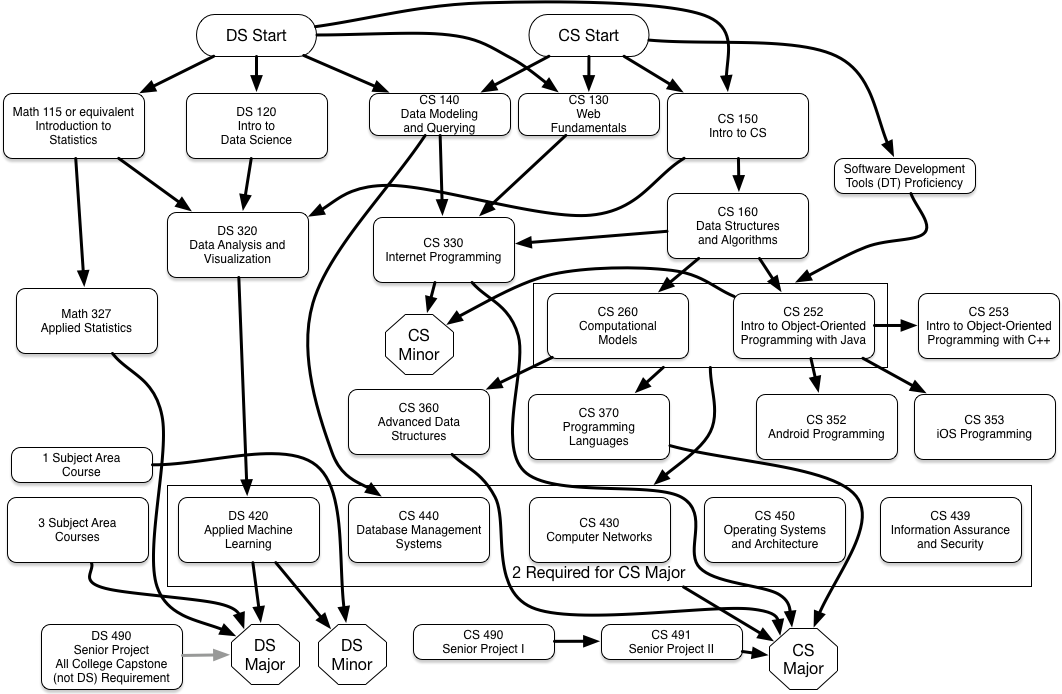 DS Start
CS Start
Math 115 or equivalent
Introduction to
Statistics
DS 120
Intro to
Data Science
CS 140
Data Modeling
and Querying
CS 130
Web
Fundamentals
CS 150
Intro to CS
Software Development
Tools (DT) Proficiency
DS 320
Data Analysis and
Visualization
CS 330
Internet Programming
CS 160
Data Structures
and Algorithms
Math 327
Applied Statistics
CS
Minor
CS 260
Computational
Models
CS 252
Intro to Object-Oriented
Programming with Java
CS 253
Intro to Object-Oriented
Programming with C++
CS 360
Advanced Data
Structures
CS 370
Programming
Languages
CS 352
Android Programming
CS 353
iOS Programming
1 Subject Area
Course
3 Subject Area
Courses
DS 420
Applied Machine
Learning
CS 440
Database Management
Systems
CS 430
Computer Networks
CS 450
Operating Systems
and Architecture
CS 439
Information Assurance
and Security
2 Required for CS Major
DS 490
Senior Project
All College Capstone
(not DS) Requirement
DS
Major
DS
Minor
CS 490
Senior Project I
CS 491
Senior Project II
CS
Major